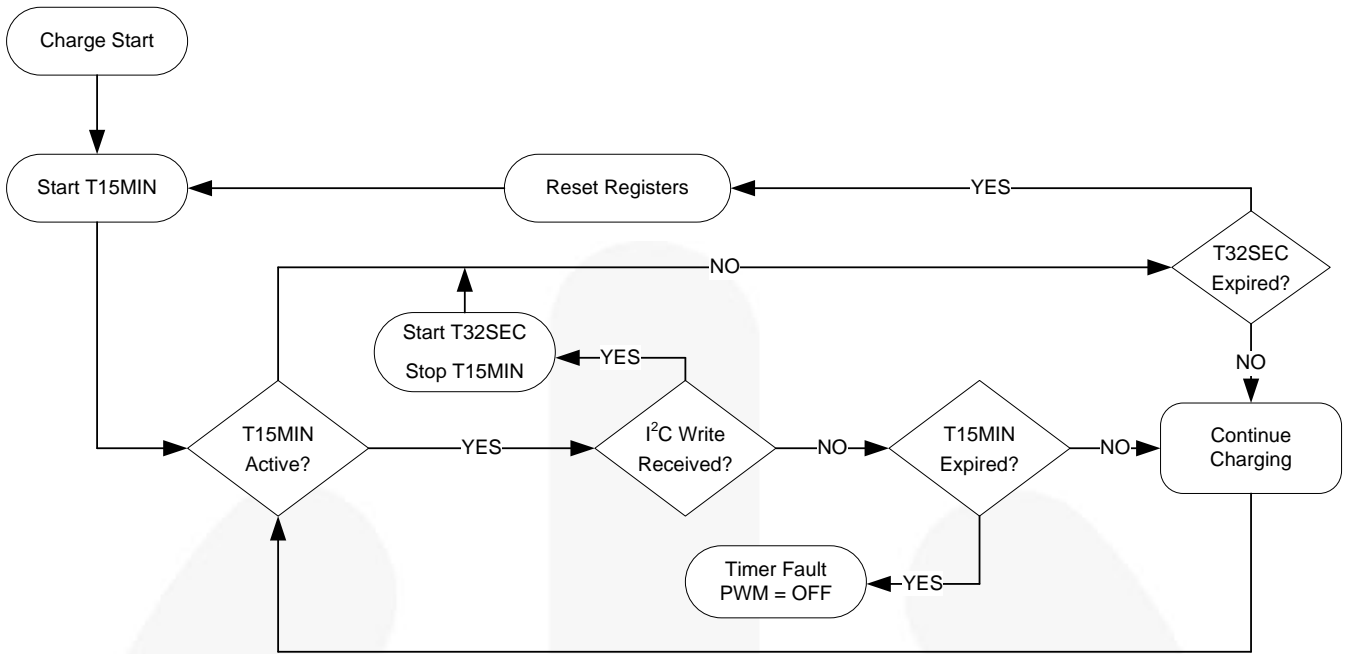 Charge Start
Start T15MIN
Reset Registers
YES
T32SEC
Expired?
NO
Start T32SEC
Stop T15MIN
YES
NO
T15MIN
Active?
YES
I²C Write
Received?
NO
T15MIN
Expired?
NO
Continue
Charging
Timer Fault
PWM = OFF
YES